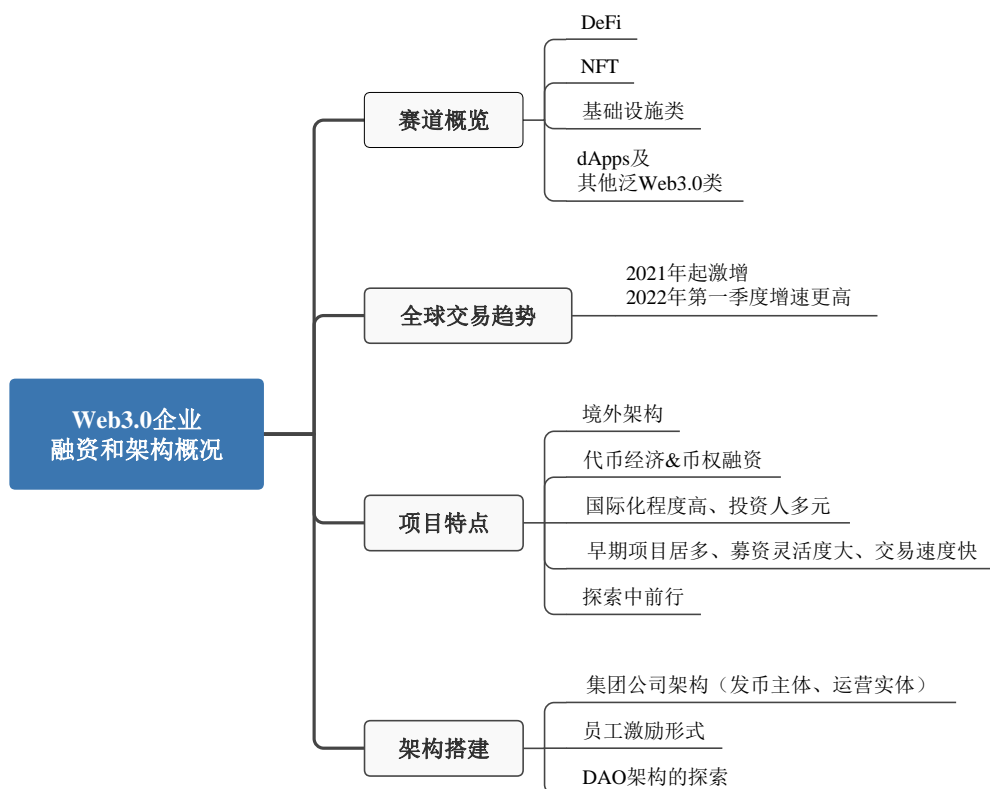 Web3.0企业
融资和架构概况
赛道概览
DeFi
NFT
基础设施类
dApps及
其他泛Web3.0类
全球交易趋势
2021年起激增
2022年第一季度增速更高
项目特点
境外架构
代币经济&币权融资
国际化程度高、投资人多元
早期项目居多、募资灵活度大、交易速度快
探索中前行
架构搭建
集团公司架构（发币主体、运营实体）
员工激励形式
DAO架构的探索